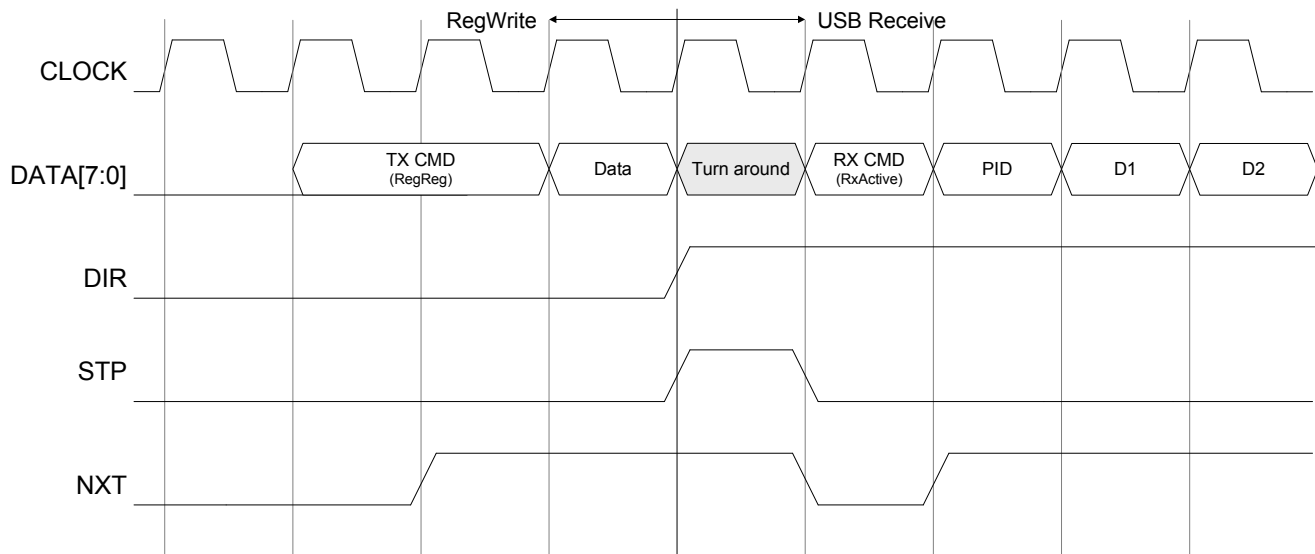 RegWrite USB Receive
CLOCK
DATA[7:0]
TX CMD
(RegReg)
Data
Turn around
RX CMD
(RxActive)
PID
D1
D2
DIR
STP
NXT